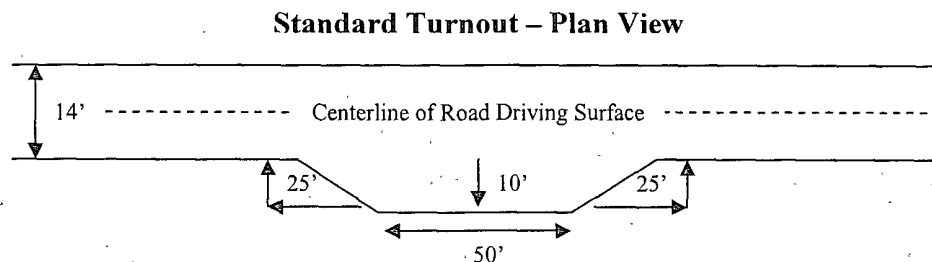 Standard Turnout – Plan View
14’
Centerline of Road Driving Surface
25’
10’
25’
50’